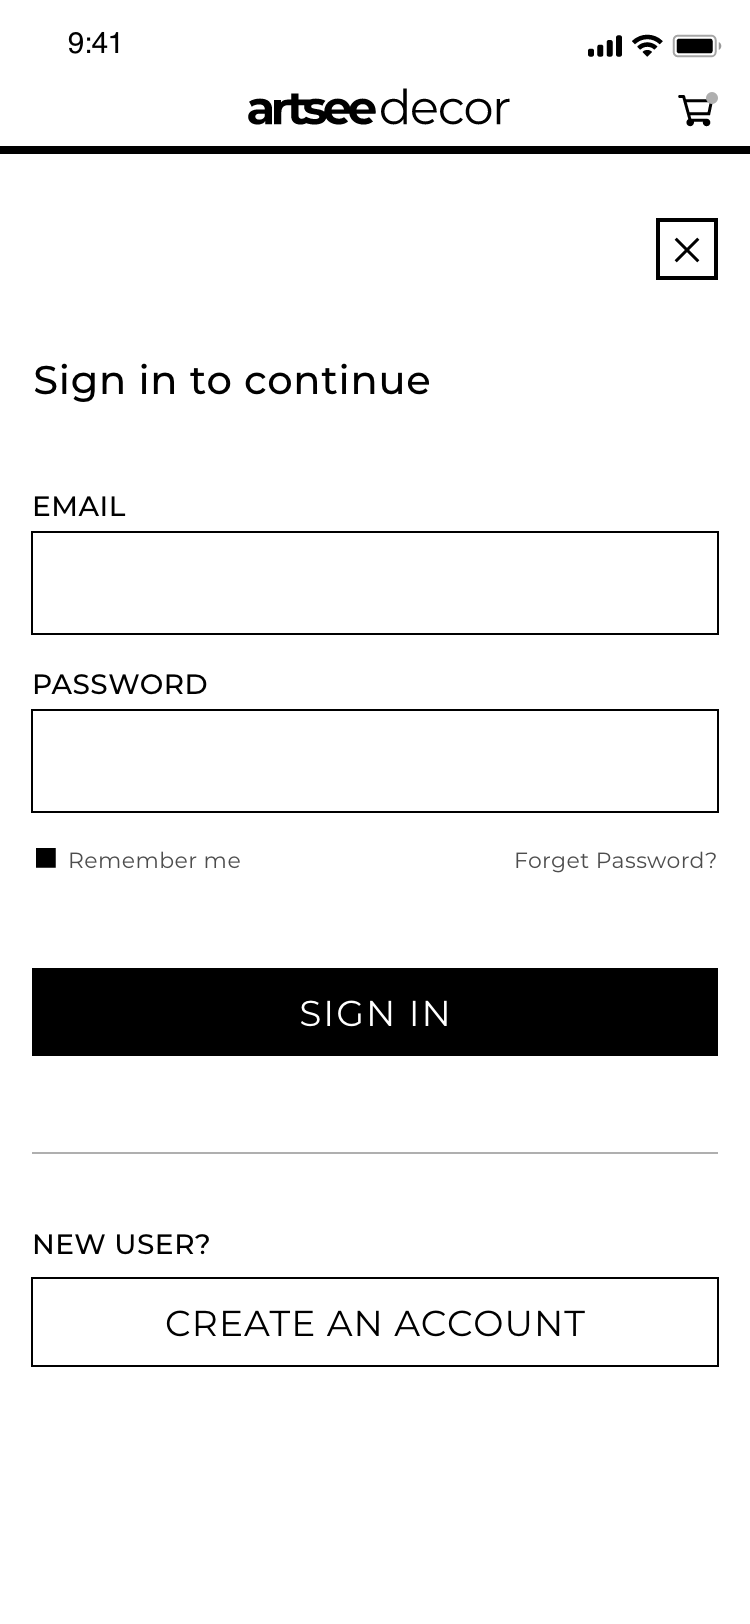 9:41
artseedecor
Sign in to continue
EMAIL
PASSWORD
Remember me Forget Password?
SIGN IN
NEW USER?
CREATE AN ACCOUNT